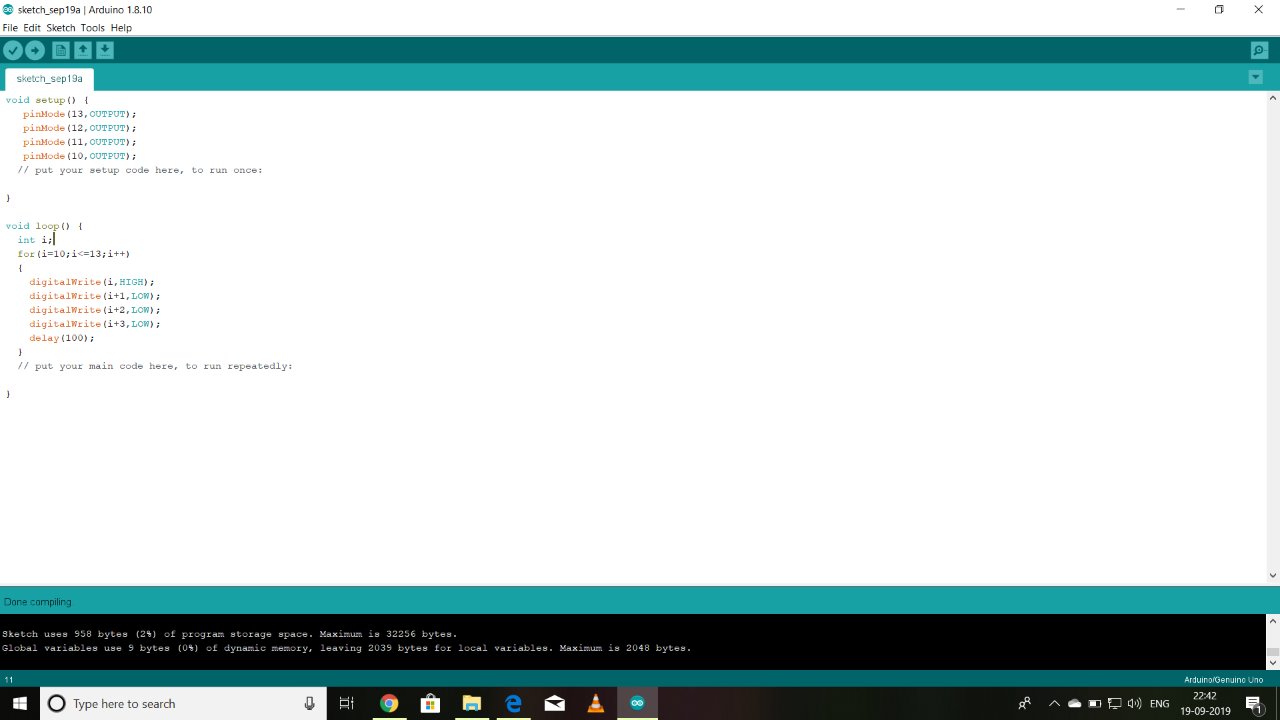 sketch_sep19a | Arduino 1.8.10
File Edit Sketch Tools Help
sketch_sep19a
void setup() {
pinMode(13,OUTPUT);
pinMode(12,OUTPUT);
pinMode(11,OUTPUT);
pinMode(10,OUTPUT);
// put your setup code here, to run once:
}
void loop() {
int i;
for(i=10;i<=13;i++)
{
digitalWrite(i,HIGH);
digitalWrite(i+1,LOW);
digitalWrite(i+2,LOW);
digitalWrite(i+3,LOW);
delay(100);
}
// put your main code here, to run repeatedly:
}
Done compiling.
Sketch uses 958 bytes (2%) of program storage space. Maximum is 32256 bytes.
Global variables use 9 bytes (0%) of dynamic memory, leaving 2039 bytes for local variables. Maximum is 2048 bytes.
11 Arduino/Genuino Uno
Type here to search
ENG
22:42
19-09-2019
1